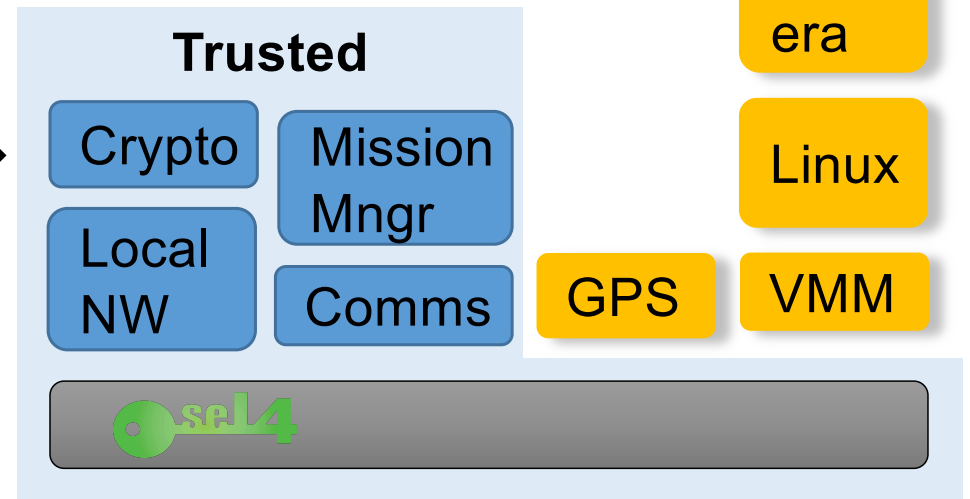 era
Trusted
Crypto
Mission
Mngr
Linux
Local
NW
Comms
GPS
VMM
seL4